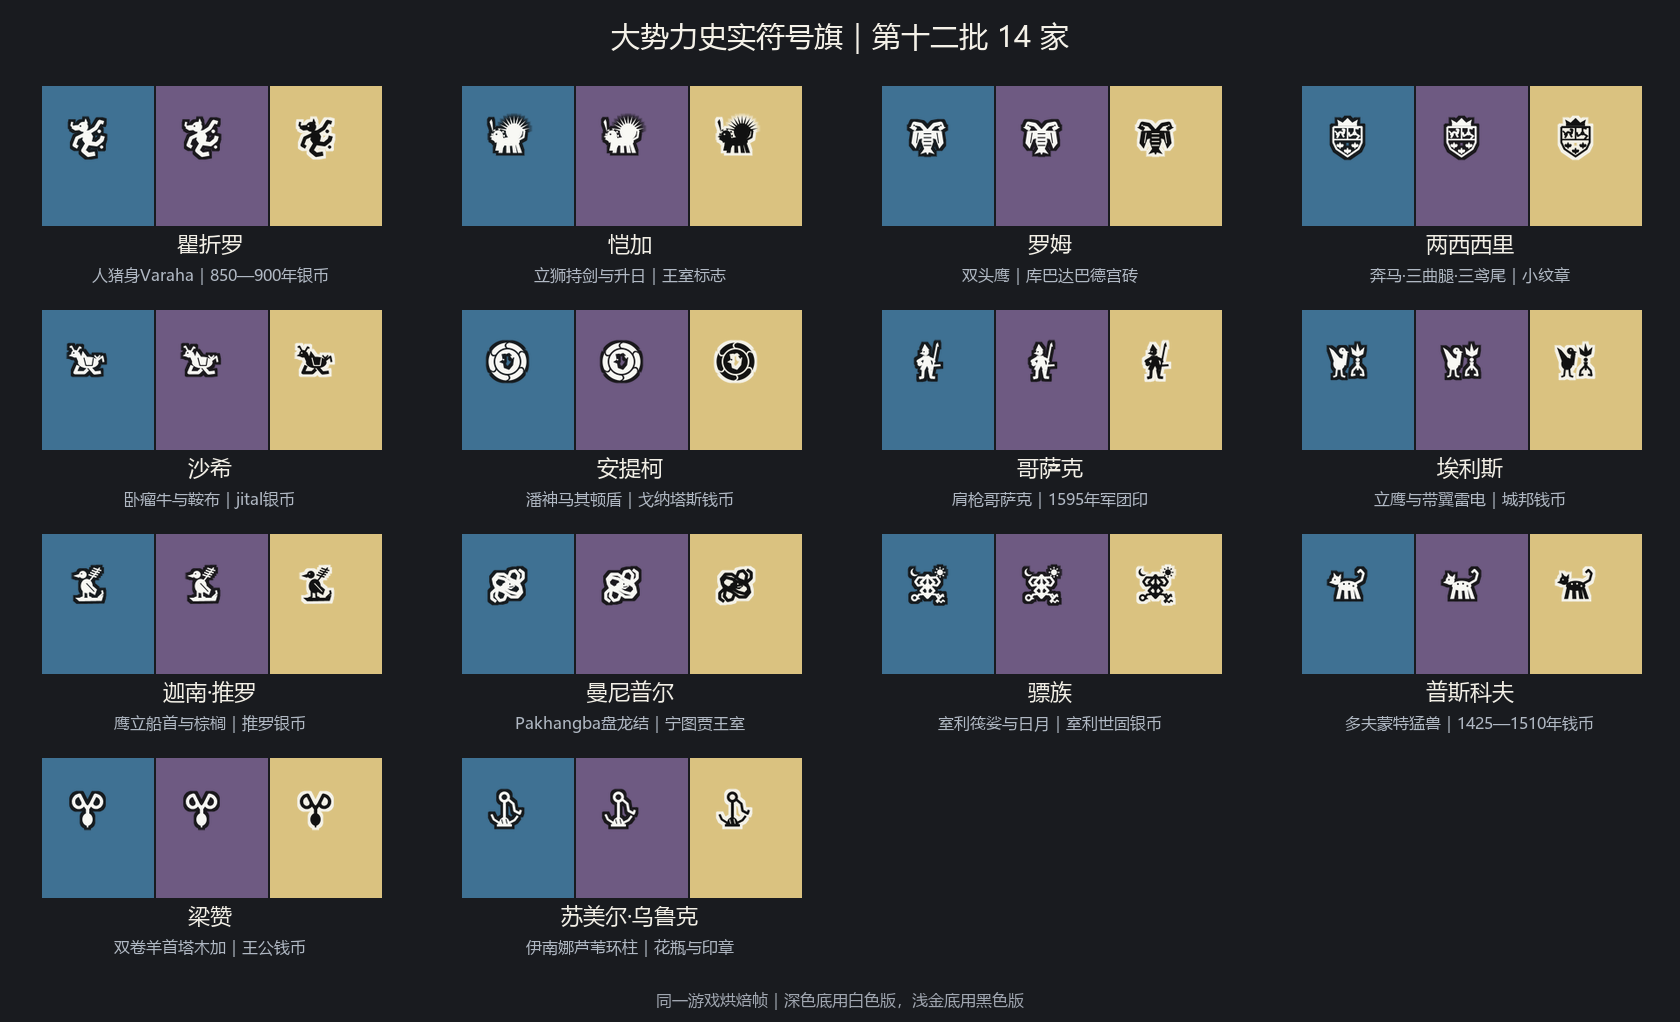 大势力史实符号旗｜第十二批 14 家
瞿折罗
人猪身Varaha｜850—900年银币
恺加
立狮持剑与升日｜王室标志
罗姆
双头鹰｜库巴达巴德宫砖
两西西里
奔马·三曲腿·三鸢尾｜小纹章
沙希
卧瘤牛与鞍布｜jital银币
安提柯
潘神马其顿盾｜戈纳塔斯钱币
哥萨克
肩枪哥萨克｜1595年军团印
埃利斯
立鹰与带翼雷电｜城邦钱币
迦南·推罗
鹰立船首与棕榈｜推罗银币
曼尼普尔
Pakhangba盘龙结｜宁图贾王室
骠族
室利筏娑与日月｜室利世固银币
普斯科夫
多夫蒙特猛兽｜1425—1510年钱币
梁赞
双卷羊首塔木加｜王公钱币
苏美尔·乌鲁克
伊南娜芦苇环柱｜花瓶与印章
同一游戏烘焙帧｜深色底用白色版，浅金底用黑色版